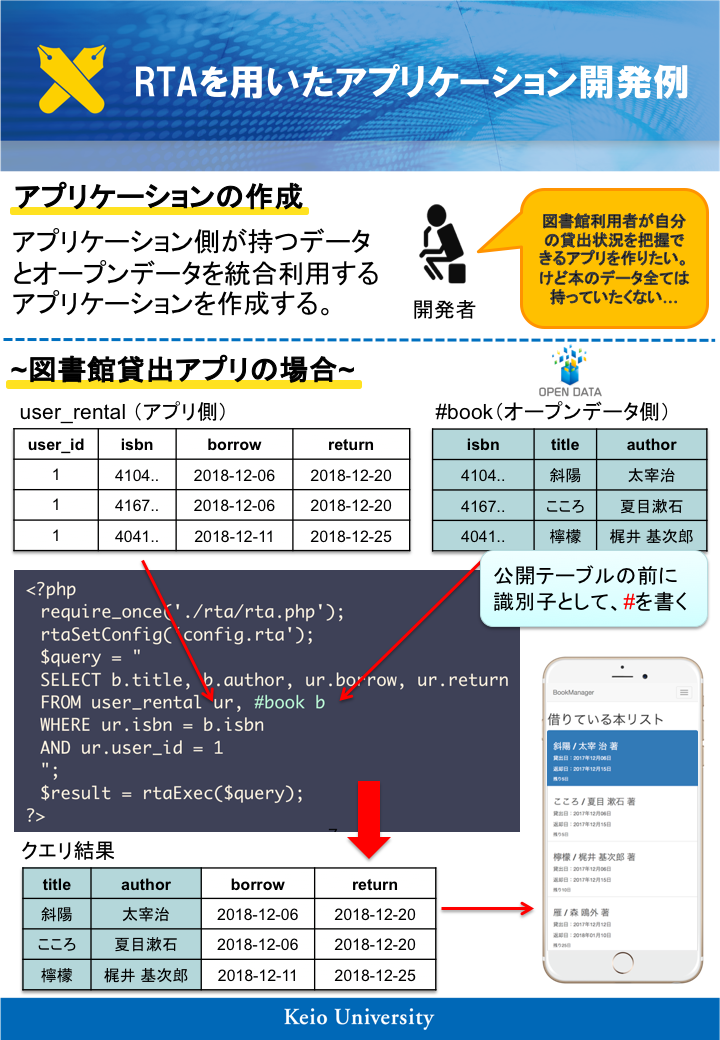 RTAを用いたアプリケーション開発例
アプリケーションの作成
アプリケーション側が持つデータ
とオープンデータを統合利用する
アプリケーションを作成する。
開発者
図書館利用者が自分
の貸出状況を把握で
きるアプリを作りたい。
けど本のデータ全ては
持っていたくない…
~図書館貸出アプリの場合~
OPEN DATA
user_rental （アプリ側）
user_id isbn borrow return
1 4104.. 2018-12-06 2018-12-20
1 4167.. 2018-12-06 2018-12-20
1 4041.. 2018-12-11 2018-12-25
#book（オープンデータ側）
isbn title author
4104.. 斜陽 太宰治
4167.. こころ 夏目漱石
4041.. 檸檬 梶井 基次郎
公開テーブルの前に
識別子として、#を書く
<?php
require_once('./rta/rta.php');
rtaSetConfig('config.rta');
$query = "
SELECT b.title, b.author, ur.borrow, ur.return
FROM user_rental ur, #book b
WHERE ur.isbn = b.isbn
AND ur.user_id = 1
";
$result = rtaExec($query);
?>
クエリ結果
title author borrow return
斜陽 太宰治 2018-12-06 2018-12-20
こころ 夏目漱石 2018-12-06 2018-12-20
檸檬 梶井 基次郎 2018-12-11 2018-12-25
BookManager
借りている本リスト
斜陽 / 太宰 治 著
貸出日：2017年12月06日
返却日：2017年12月15日
こころ / 夏目 漱石 著
貸出日：2017年12月06日
返却日：2017年12月15日
檸檬 / 梶井 基次郎 著
貸出日：2017年12月06日
返却日：2017年12月15日
雁 / 森 鴎外 著
貸出日：2017年12月12日
返却日：2018年01月10日
Keio University